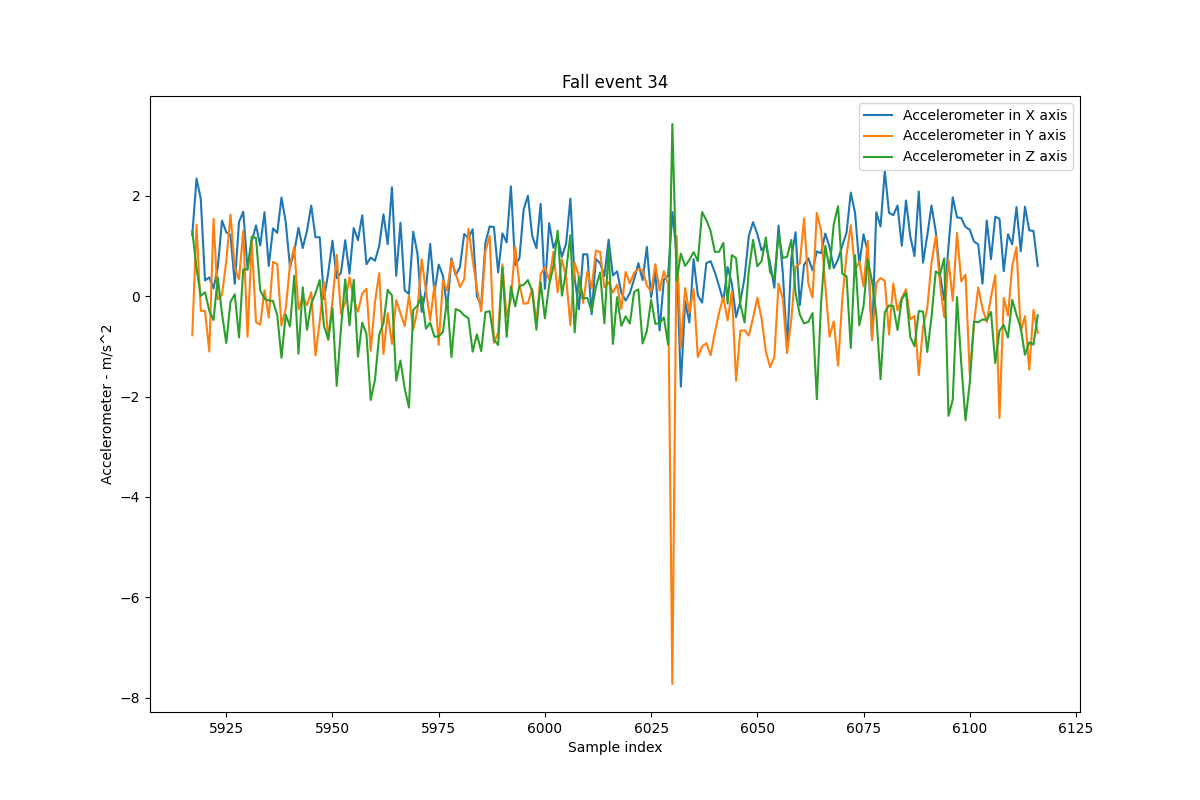 Fall event 34
Accelerometer in X axis
Accelerometer in Y axis
Accelerometer in Z axis
Accelerometer - m/s^2
2
0
−2
−4
−6
−8
5925 5950 5975 6000 6025 6050 6075 6100 6125
Sample index